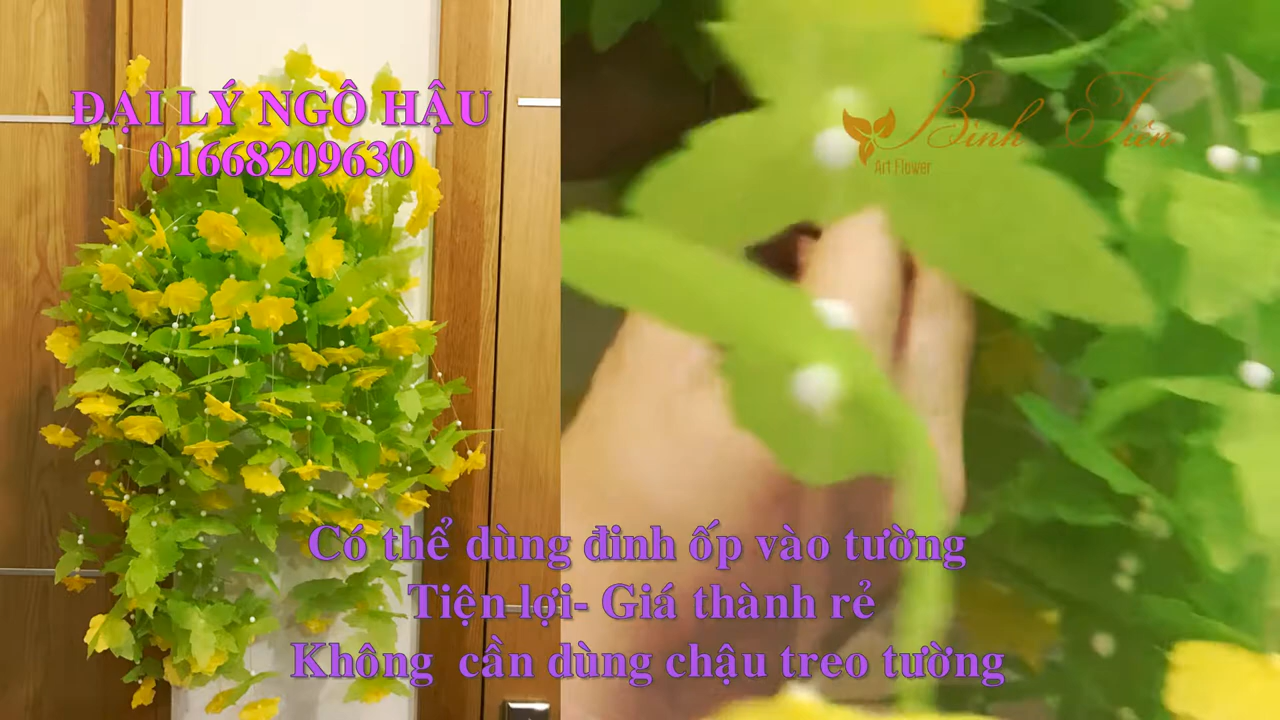 ĐẠI LÝ NGÔ HẬU
01668209630
Bình Tiên
Art Flower
Có thể dùng đinh ốp vào tường
Tiện lợi- Giá thành rẻ
Không cần dùng chậu treo tường